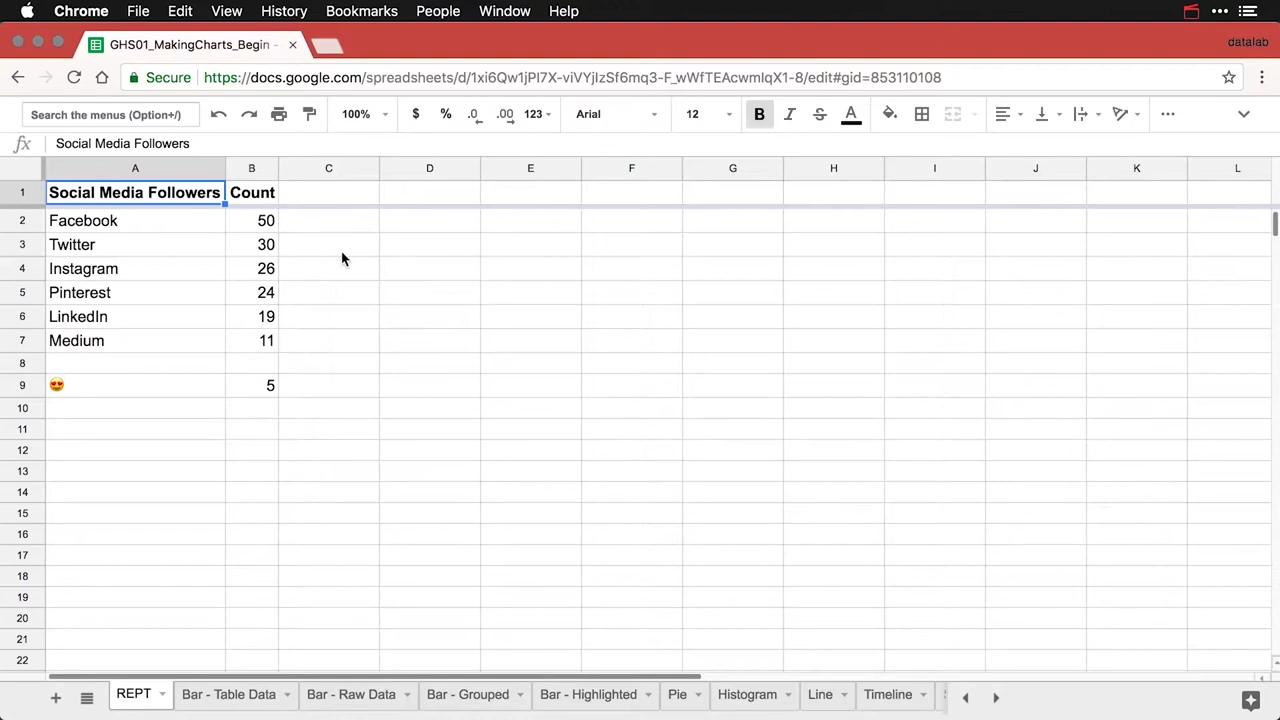 Chrome File Edit View History Bookmarks People Window Help
GHS01_MakingCharts_Begin -
datalab
Secure https://docs.google.com/spreadsheets/d/1xi6Qw1jPl7X-viVYjIzSf6mq3-F_wWfTEAcwmIqX1-8/edit#gid=853110108
Search the menus (Option+/) 100% $ % .0 .00 123 Arial 12 B I S A
fx Social Media Followers
A B C D E F G H I J K L
1 Social Media Followers Count
2 Facebook 50
3 Twitter 30
4 Instagram 26
5 Pinterest 24
6 LinkedIn 19
7 Medium 11
8
9 😍 5
10
11
12
13
14
15
16
17
18
19
20
21
22
REPT Bar - Table Data Bar - Raw Data Bar - Grouped Bar - Highlighted Pie Histogram Line Timeline